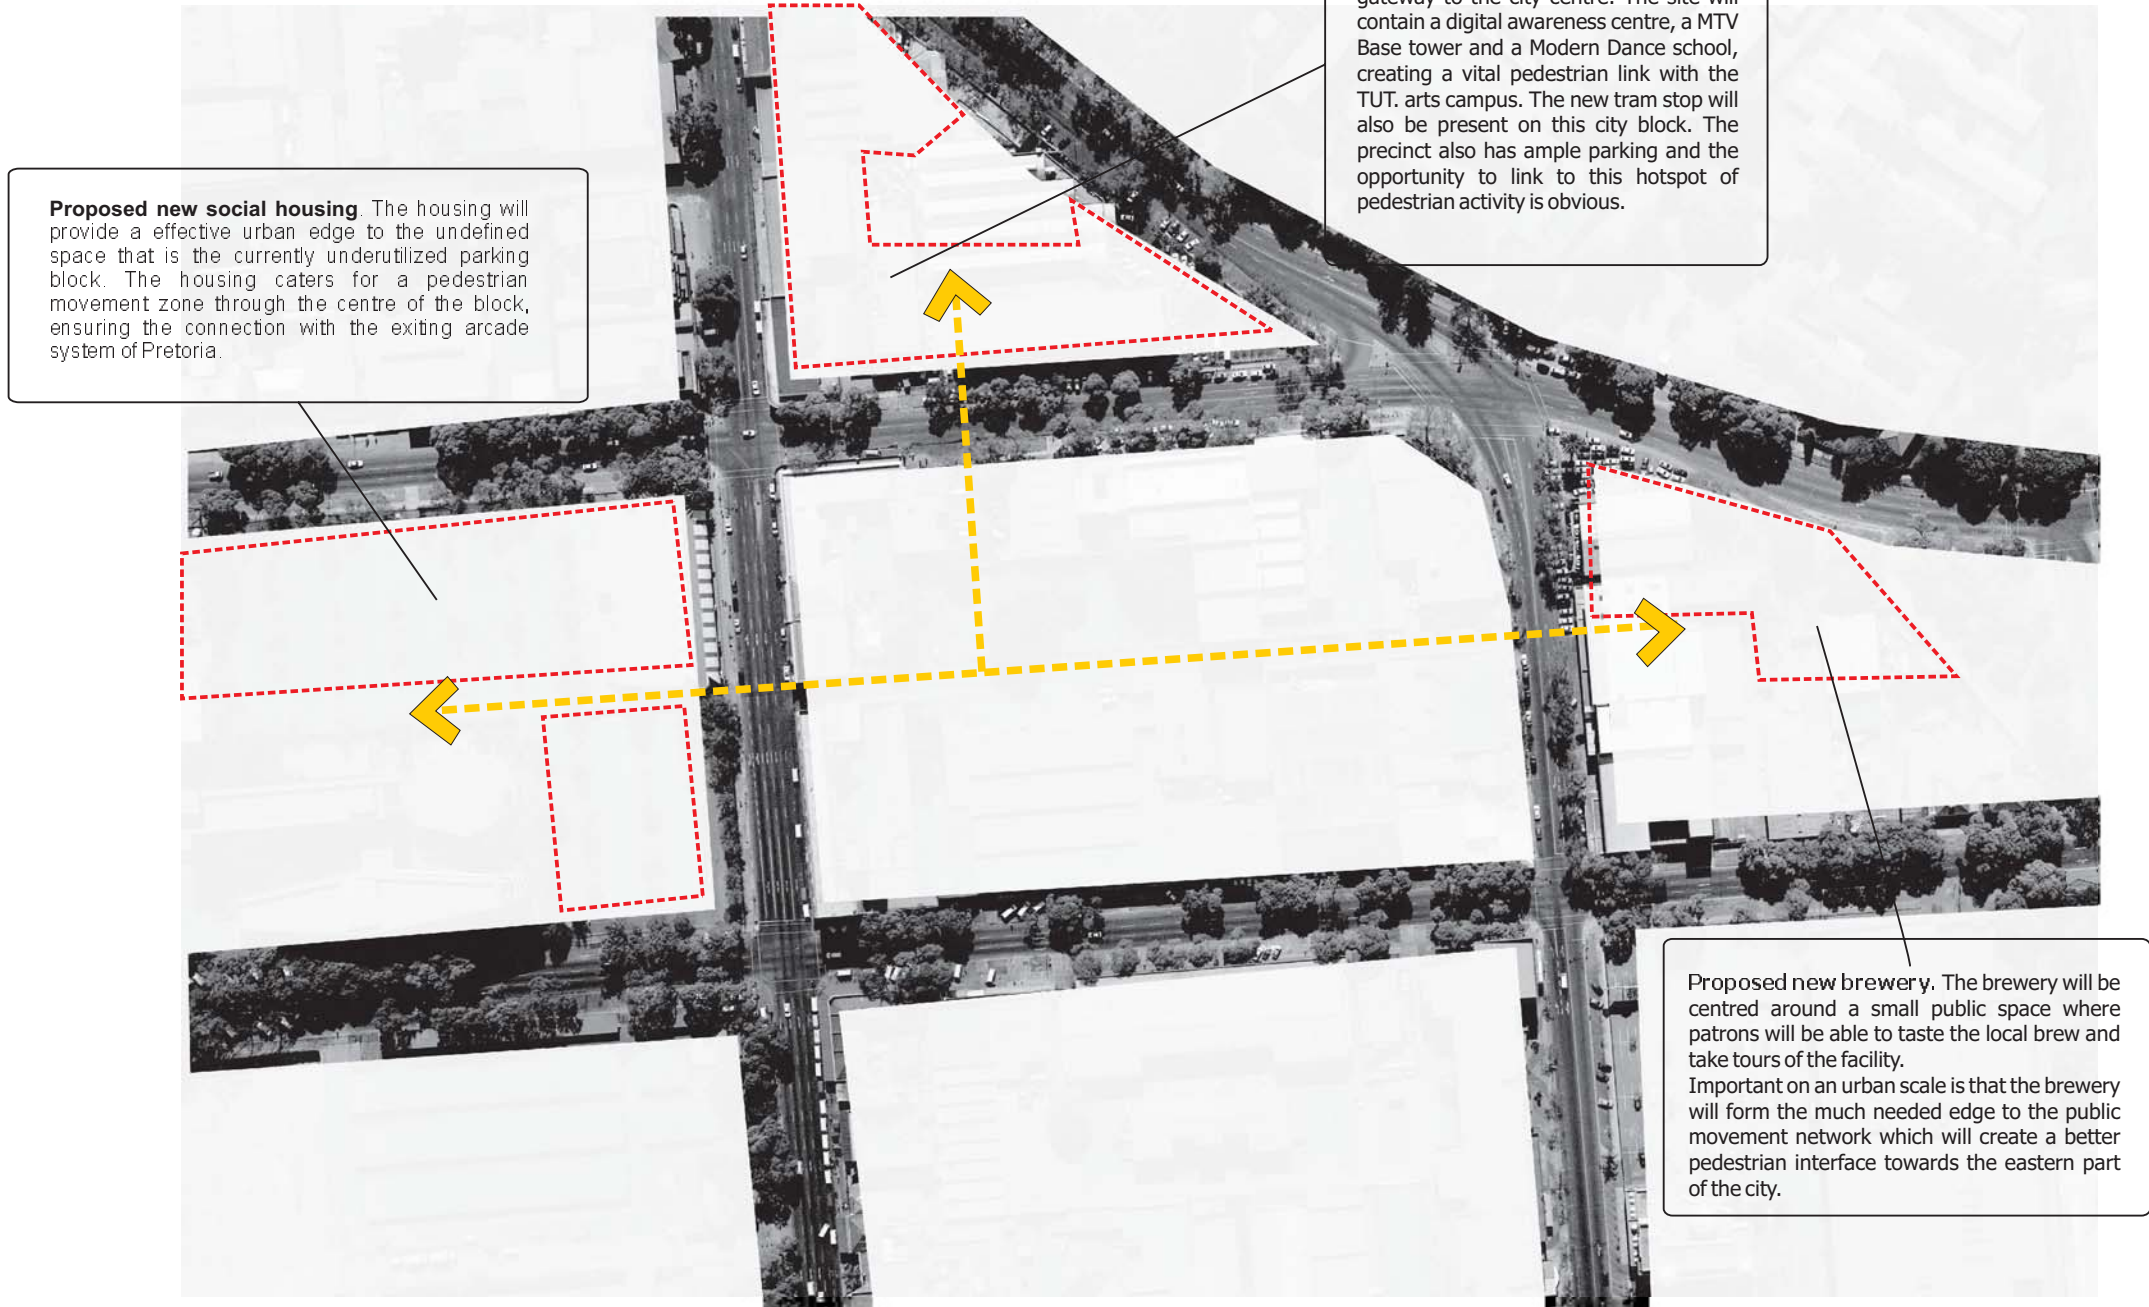 Proposed new social housing. The housing will
provide a effective urban edge to the undefined
space that is the currently underutilized parking
block. The housing caters for a pedestrian
movement zone through the centre of the block,
ensuring the connection with the exiting arcade
system of Pretoria.
gateway to the city centre. The site will
contain a digital awareness centre, a MTV
Base tower and a Modern Dance school,
creating a vital pedestrian link with the
TUT. arts campus. The new tram stop will
also be present on this city block. The
precinct also has ample parking and the
opportunity to link to this hotspot of
pedestrian activity is obvious.
Proposed new brewery. The brewery will be
centred around a small public space where
patrons will be able to taste the local brew and
take tours of the facility.
Important on an urban scale is that the brewery
will form the much needed edge to the public
movement network which will create a better
pedestrian interface towards the eastern part
of the city.